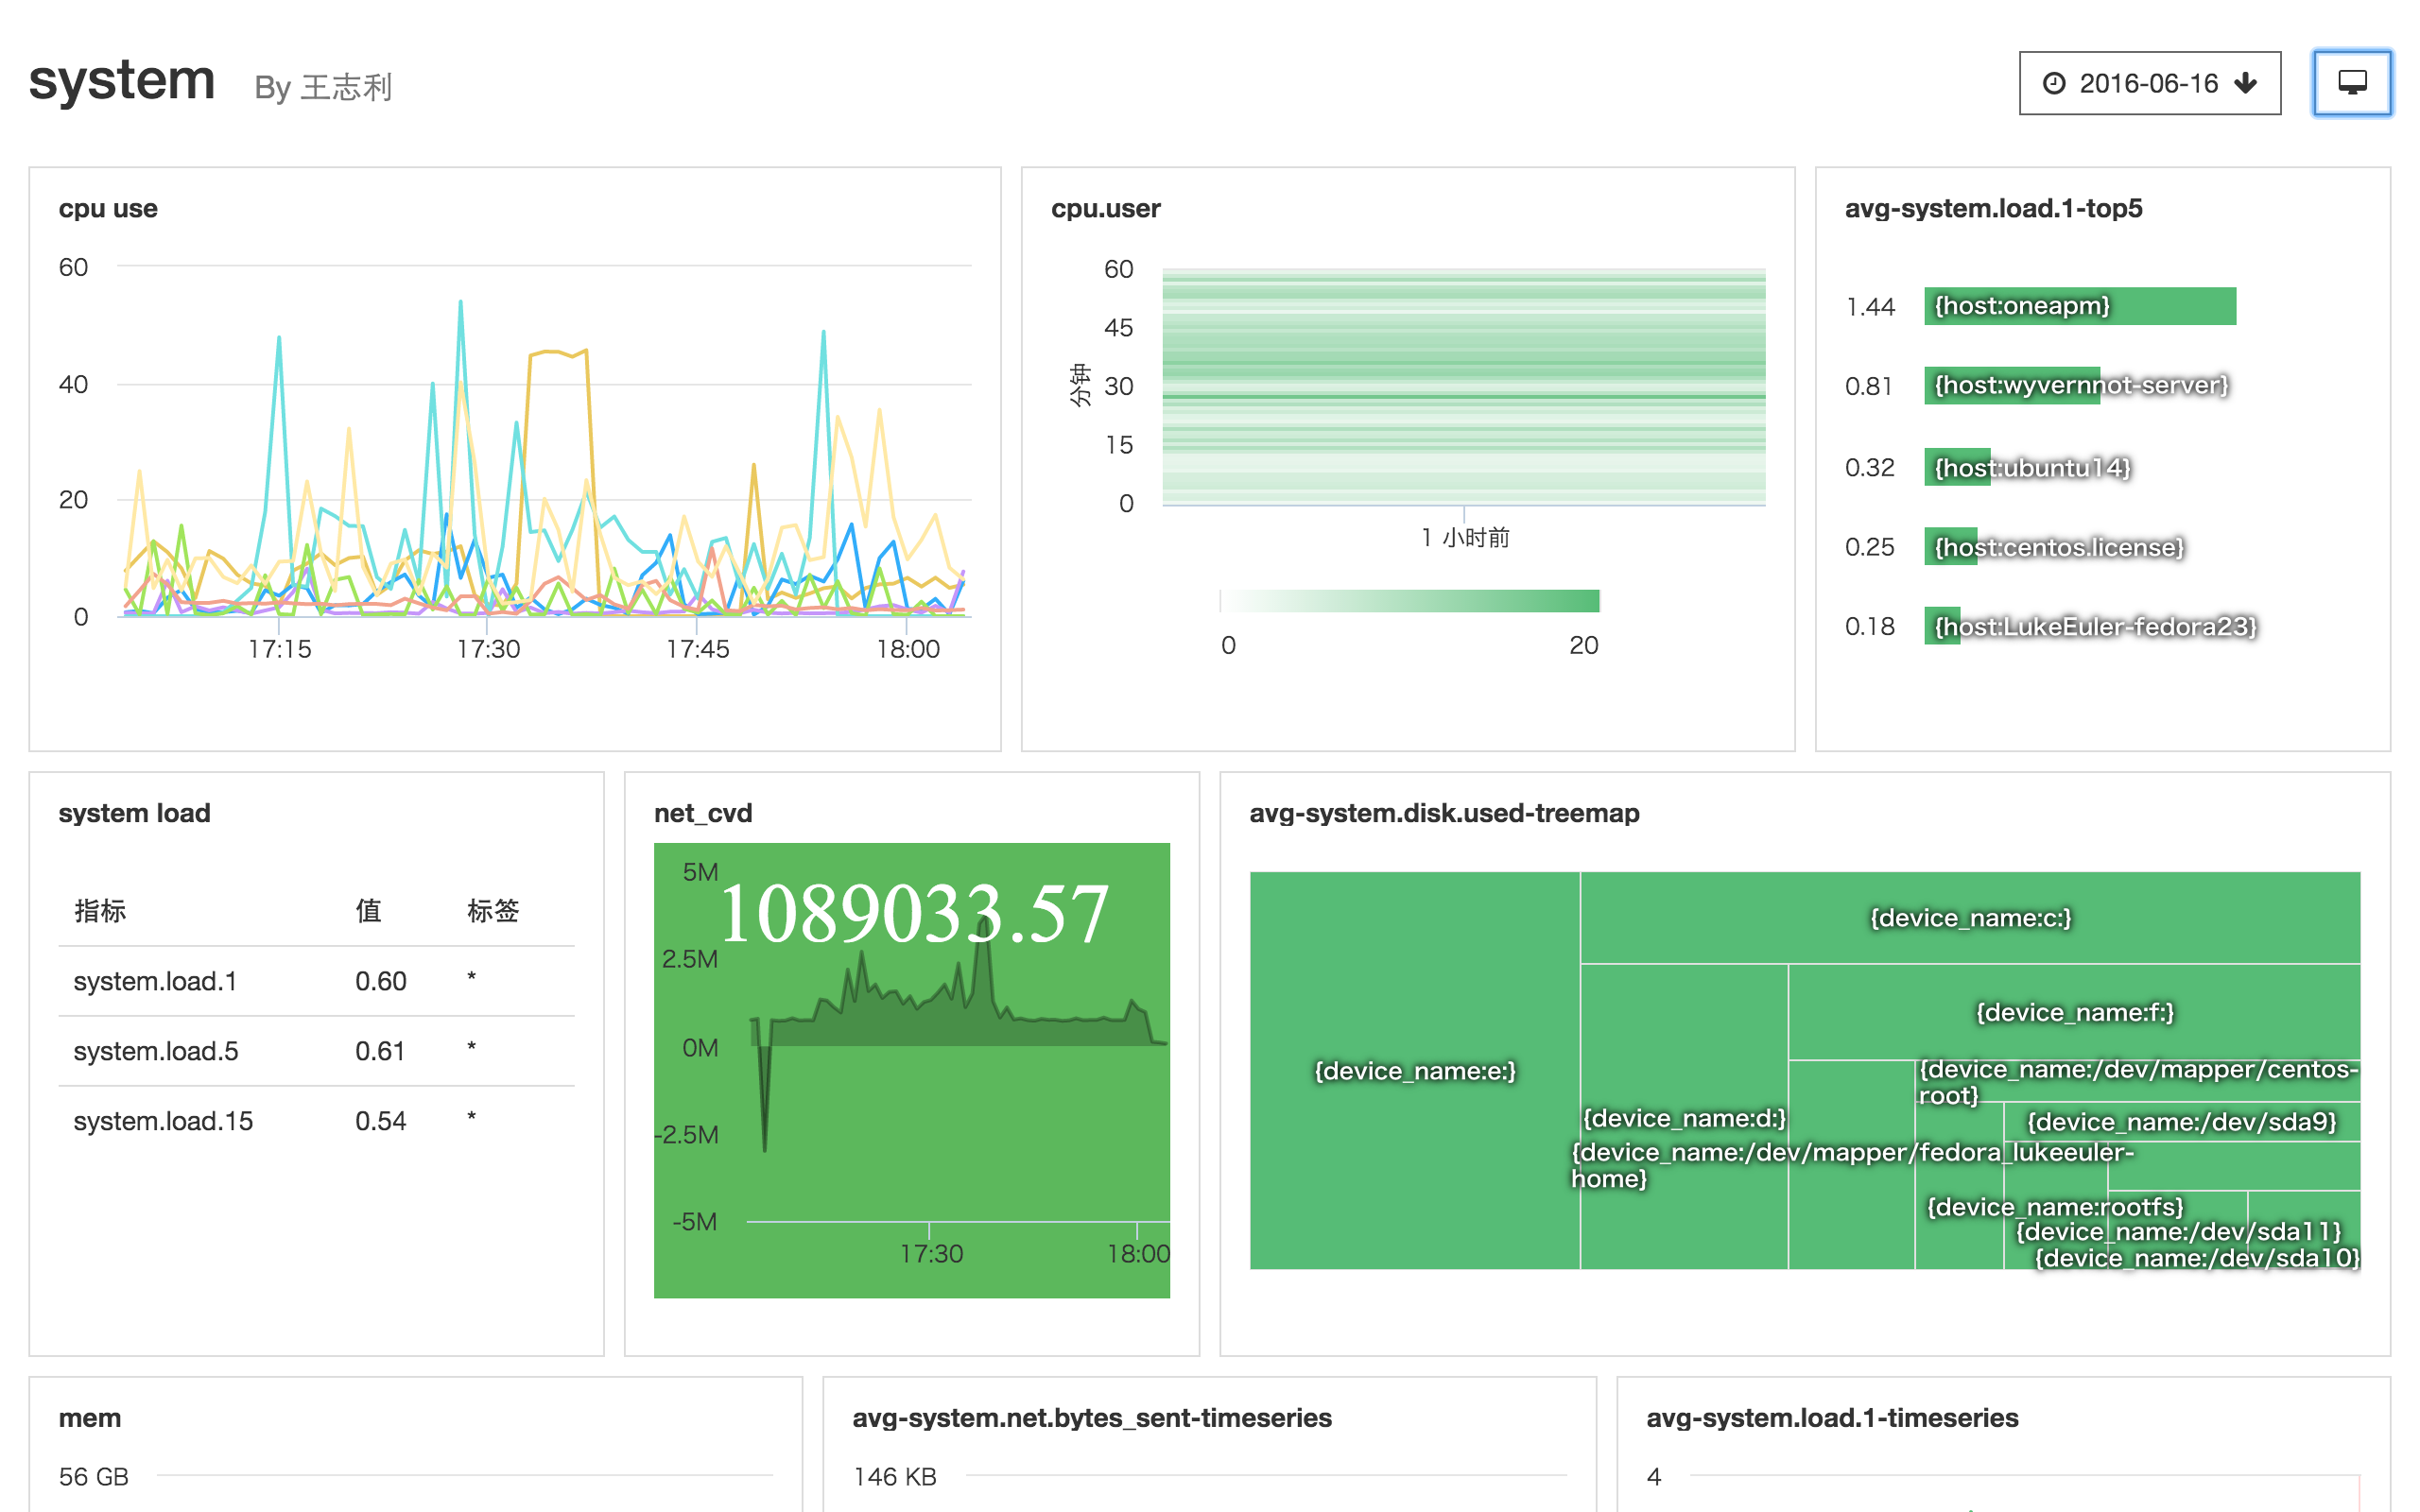 system By 王志利
2016-06-16
cpu use
60
40
20
0
17:15 17:30 17:45 18:00
cpu.user
60
45
30
15
0
分钟
1 小时前
0 20
avg-system.load.1-top5
1.44 {host:oneapm}
0.81 {host:wyvernnot-server}
0.32 {host:ubuntu14}
0.25 {host:centos.license}
0.18 {host:LukeEuler-fedora23}
system load
指标 值 标签
system.load.1 0.60 *
system.load.5 0.61 *
system.load.15 0.54 *
net_cvd
5M
1089033.57
2.5M
0M
-2.5M
-5M
17:30 18:00
avg-system.disk.used-treemap
{device_name:c:}
{device_name:f:}
{device_name:e:}
{device_name:/dev/mapper/centos-
root}
{device_name:d:}
{device_name:/dev/sda9}
{device_name:/dev/mapper/fedora_lukeeuler-
home}
{device_name:rootfs}
{device_name:/dev/sda11}
{device_name:/dev/sda10}
mem
56 GB
avg-system.net.bytes_sent-timeseries
146 KB
avg-system.load.1-timeseries
4